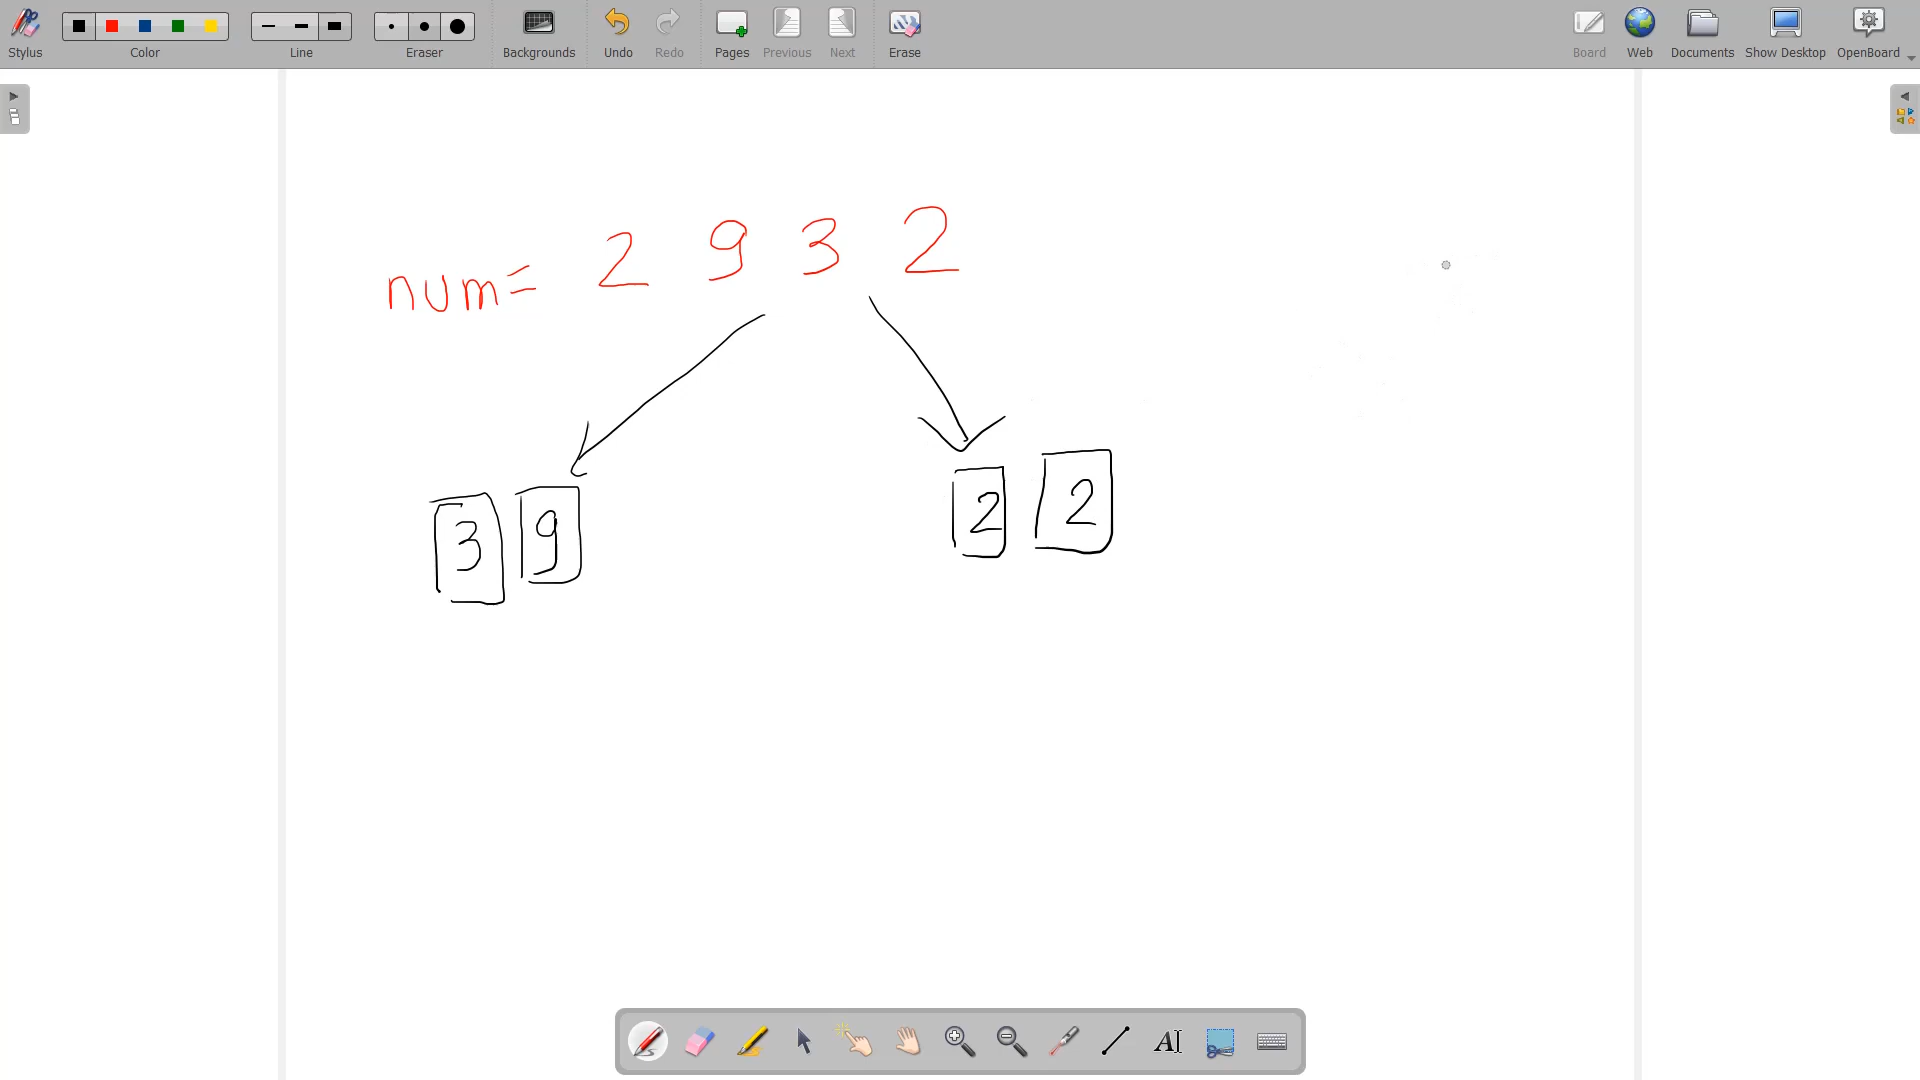 Stylus Color Line Eraser Backgrounds Undo Redo Pages Previous Next Erase Board Web Documents Show Desktop OpenBoard
num= 2 9 3 2
3 9 2 2
AI